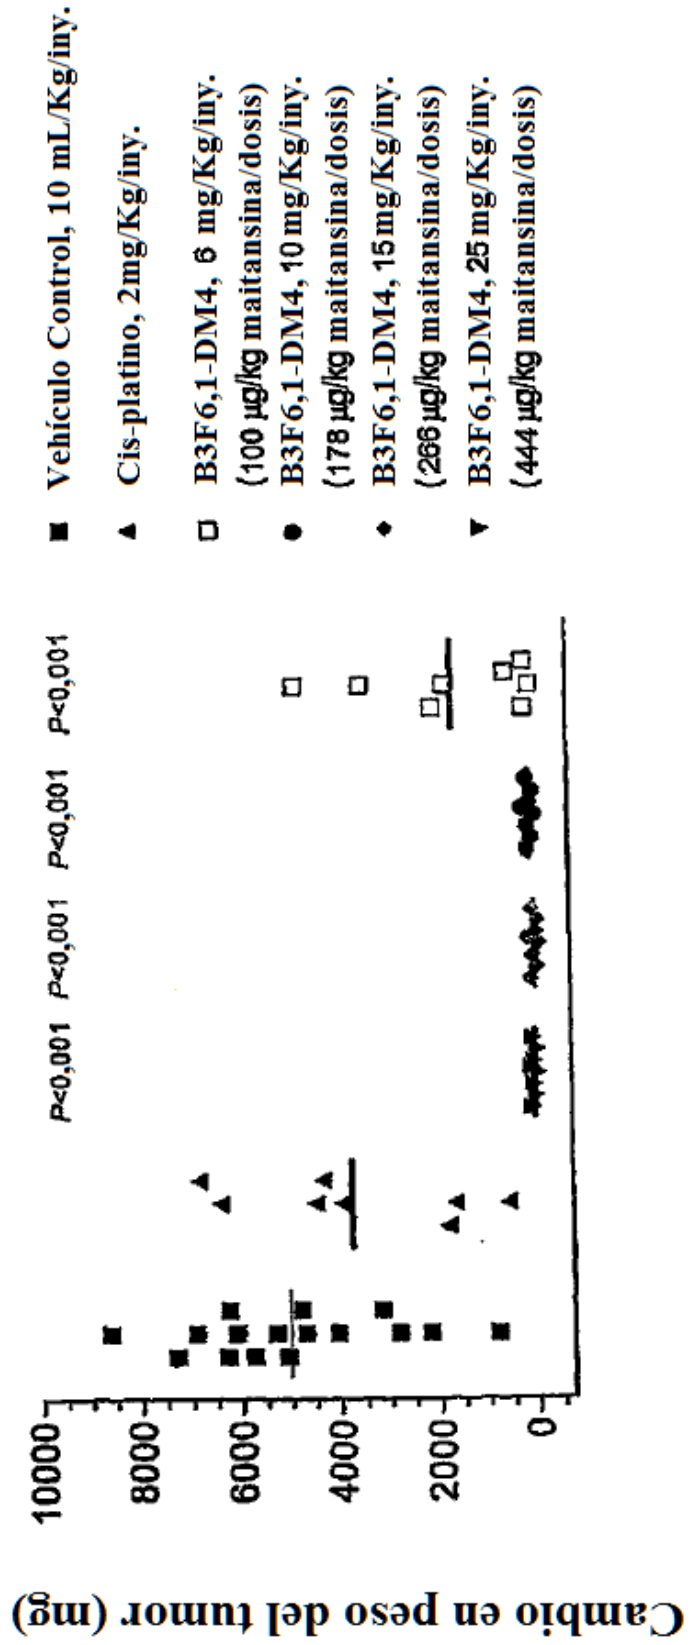 Cambio en peso del tumor (mg)
10000
8000
6000
4000
2000
0
P<0,001 P<0,001 P<0,001 P<0,001
Vehículo Control, 10 mL/Kg/iny.
Cis-platino, 2mg/Kg/iny.
B3F6,1-DM4, 6 mg/Kg/iny.
(100 µg/kg maitansina/dosis)
B3F6,1-DM4, 10 mg/Kg/iny.
(178 µg/kg maitansina/dosis)
B3F6,1-DM4, 15 mg/Kg/iny.
(266 µg/kg maitansina/dosis)
B3F6,1-DM4, 25 mg/Kg/iny.
(444 µg/kg maitansina/dosis)